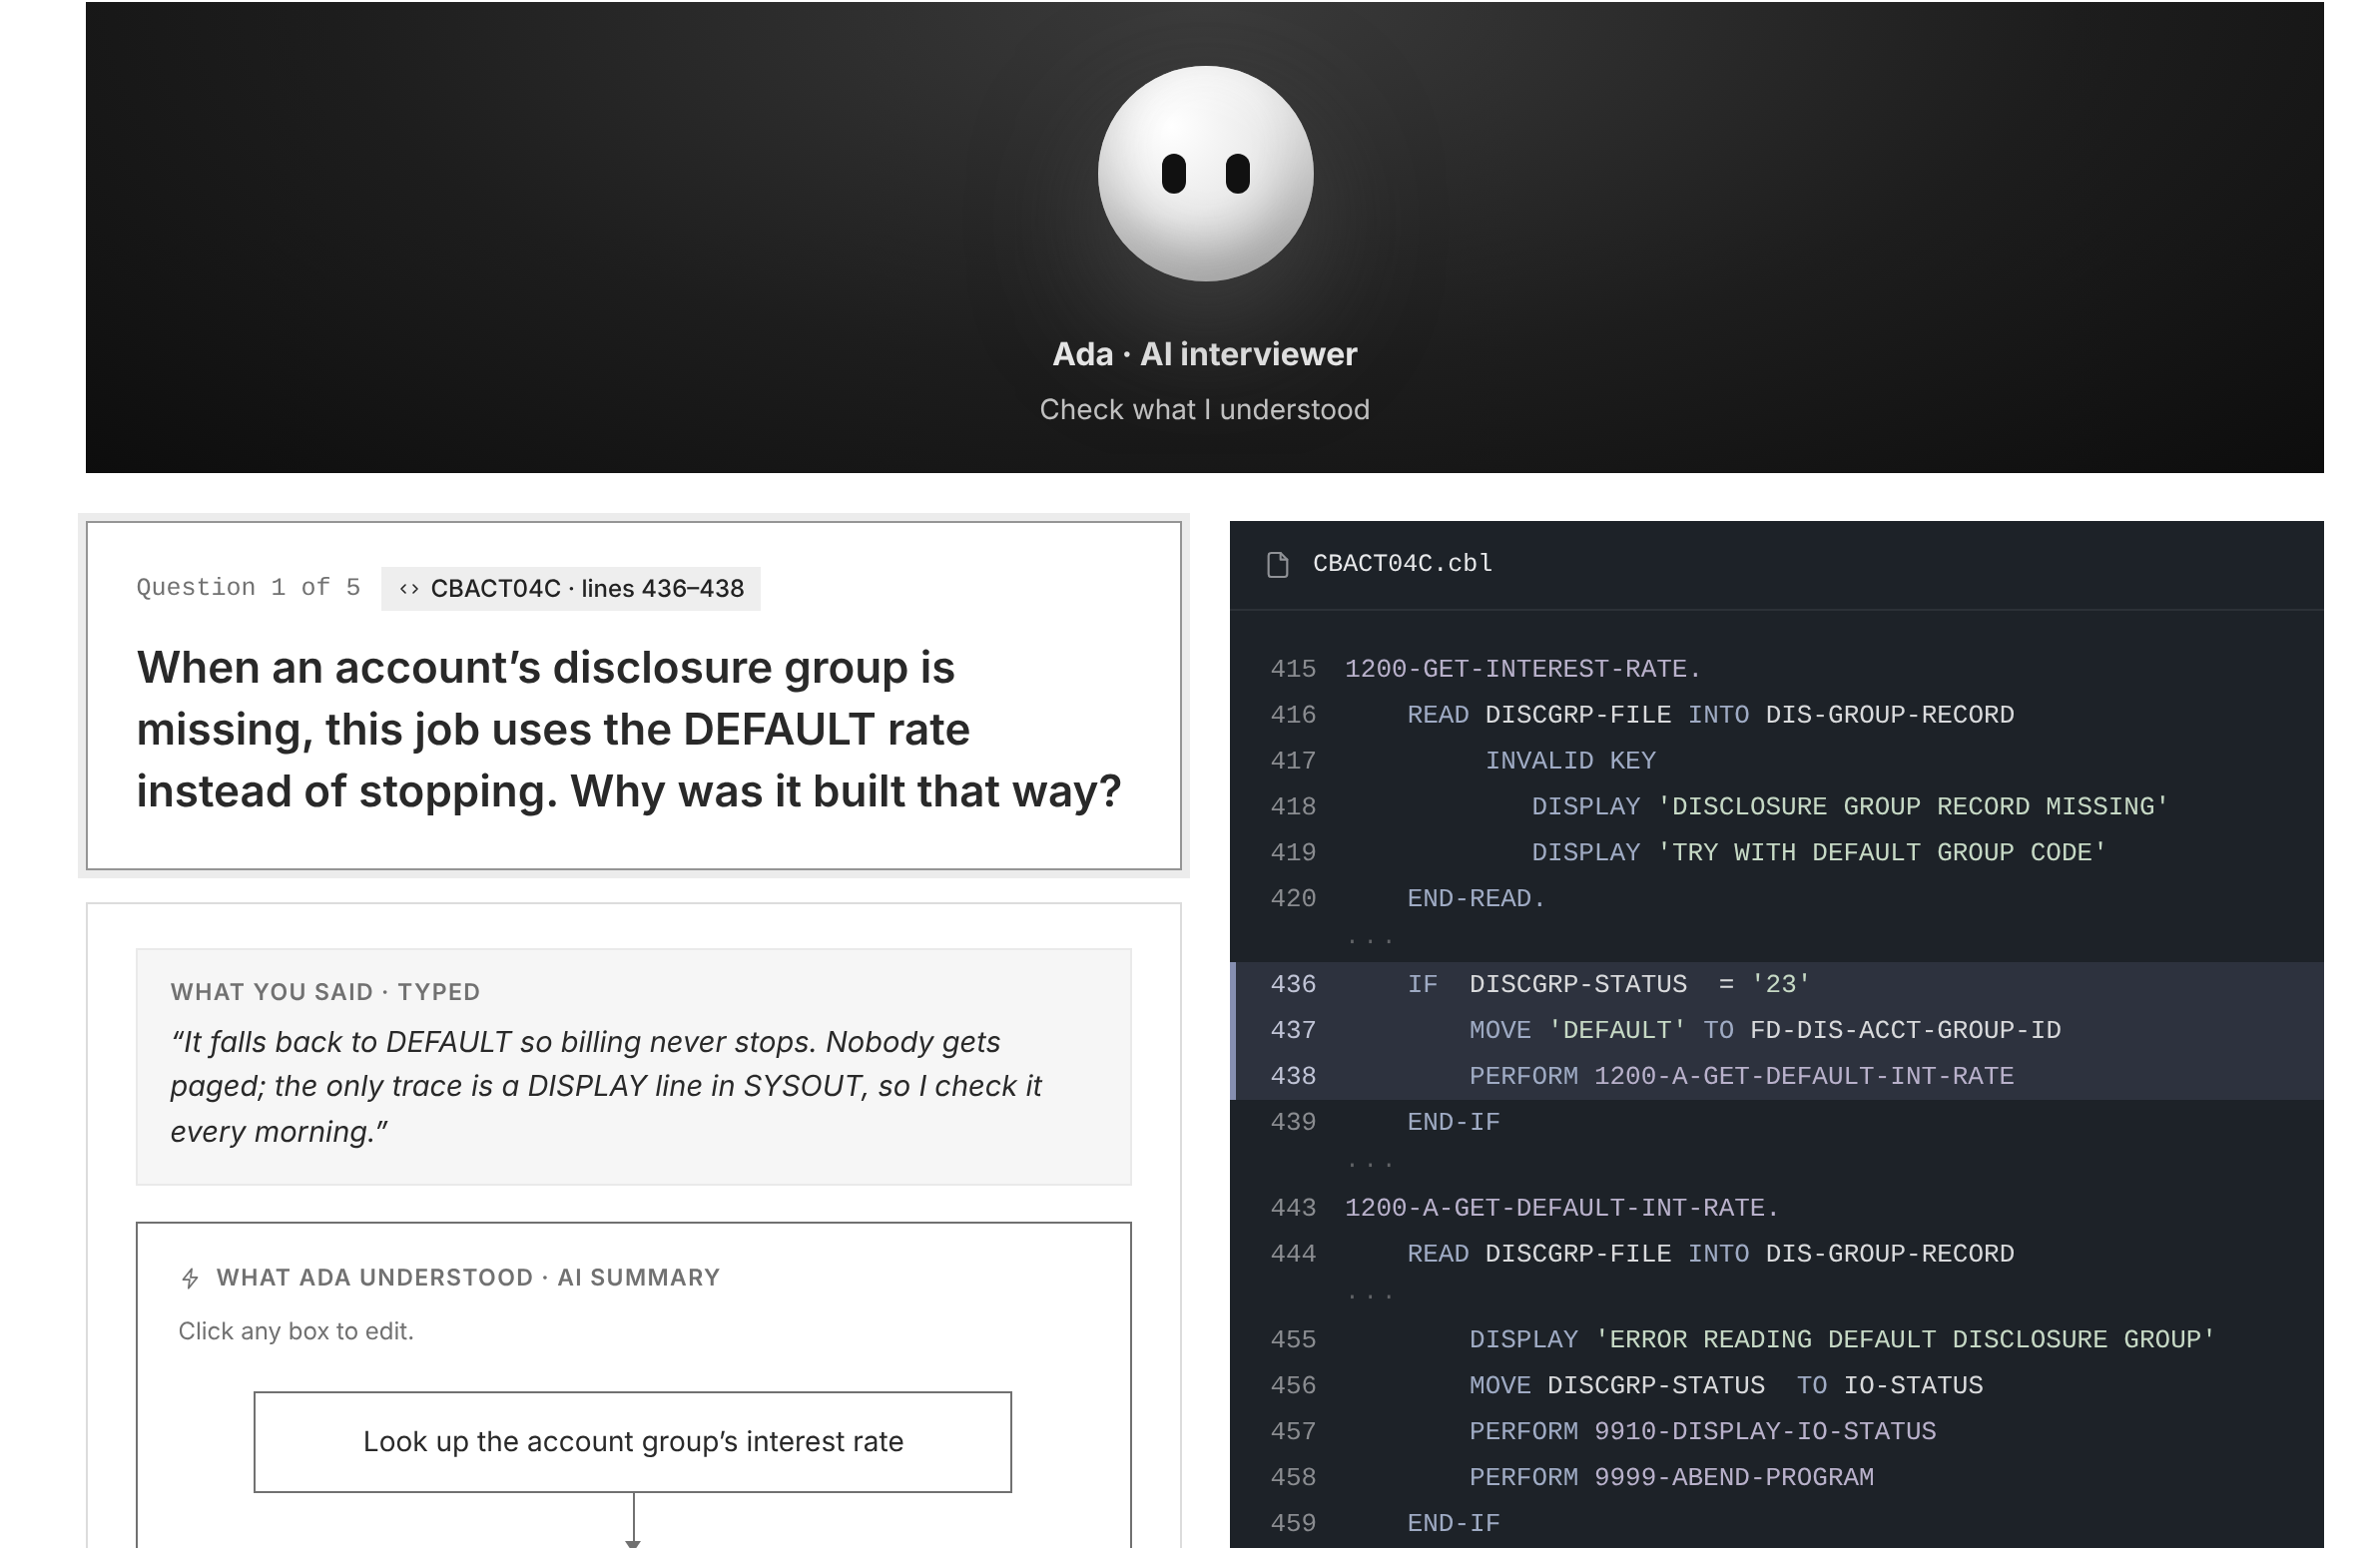 Ada · AI interviewer
Check what I understood
Question 1 of 5 <> CBACT04C · lines 436–438
When an account’s disclosure group is
missing, this job uses the DEFAULT rate
instead of stopping. Why was it built that way?
WHAT YOU SAID · TYPED
“It falls back to DEFAULT so billing never stops. Nobody gets
paged; the only trace is a DISPLAY line in SYSOUT, so I check it
every morning.”
WHAT ADA UNDERSTOOD · AI SUMMARY
Click any box to edit.
Look up the account group’s interest rate
CBACT04C.cbl
415 1200-GET-INTEREST-RATE.
416     READ DISCGRP-FILE INTO DIS-GROUP-RECORD
417          INVALID KEY
418             DISPLAY 'DISCLOSURE GROUP RECORD MISSING'
419             DISPLAY 'TRY WITH DEFAULT GROUP CODE'
420     END-READ.
...
436     IF  DISCGRP-STATUS  = '23'
437         MOVE 'DEFAULT' TO FD-DIS-ACCT-GROUP-ID
438         PERFORM 1200-A-GET-DEFAULT-INT-RATE
439     END-IF
...
443 1200-A-GET-DEFAULT-INT-RATE.
444     READ DISCGRP-FILE INTO DIS-GROUP-RECORD
...
455         DISPLAY 'ERROR READING DEFAULT DISCLOSURE GROUP'
456         MOVE DISCGRP-STATUS  TO IO-STATUS
457         PERFORM 9910-DISPLAY-IO-STATUS
458         PERFORM 9999-ABEND-PROGRAM
459     END-IF